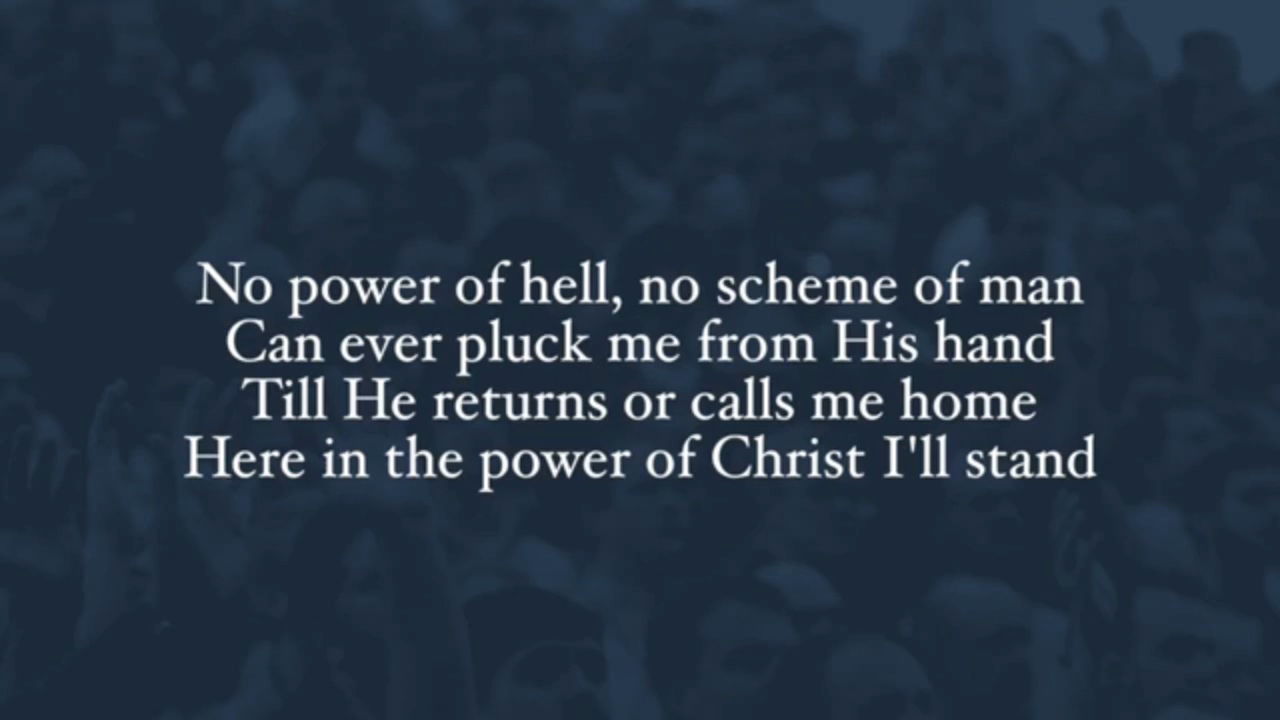 No power of hell, no scheme of man
Can ever pluck me from His hand
Till He returns or calls me home
Here in the power of Christ I'll stand